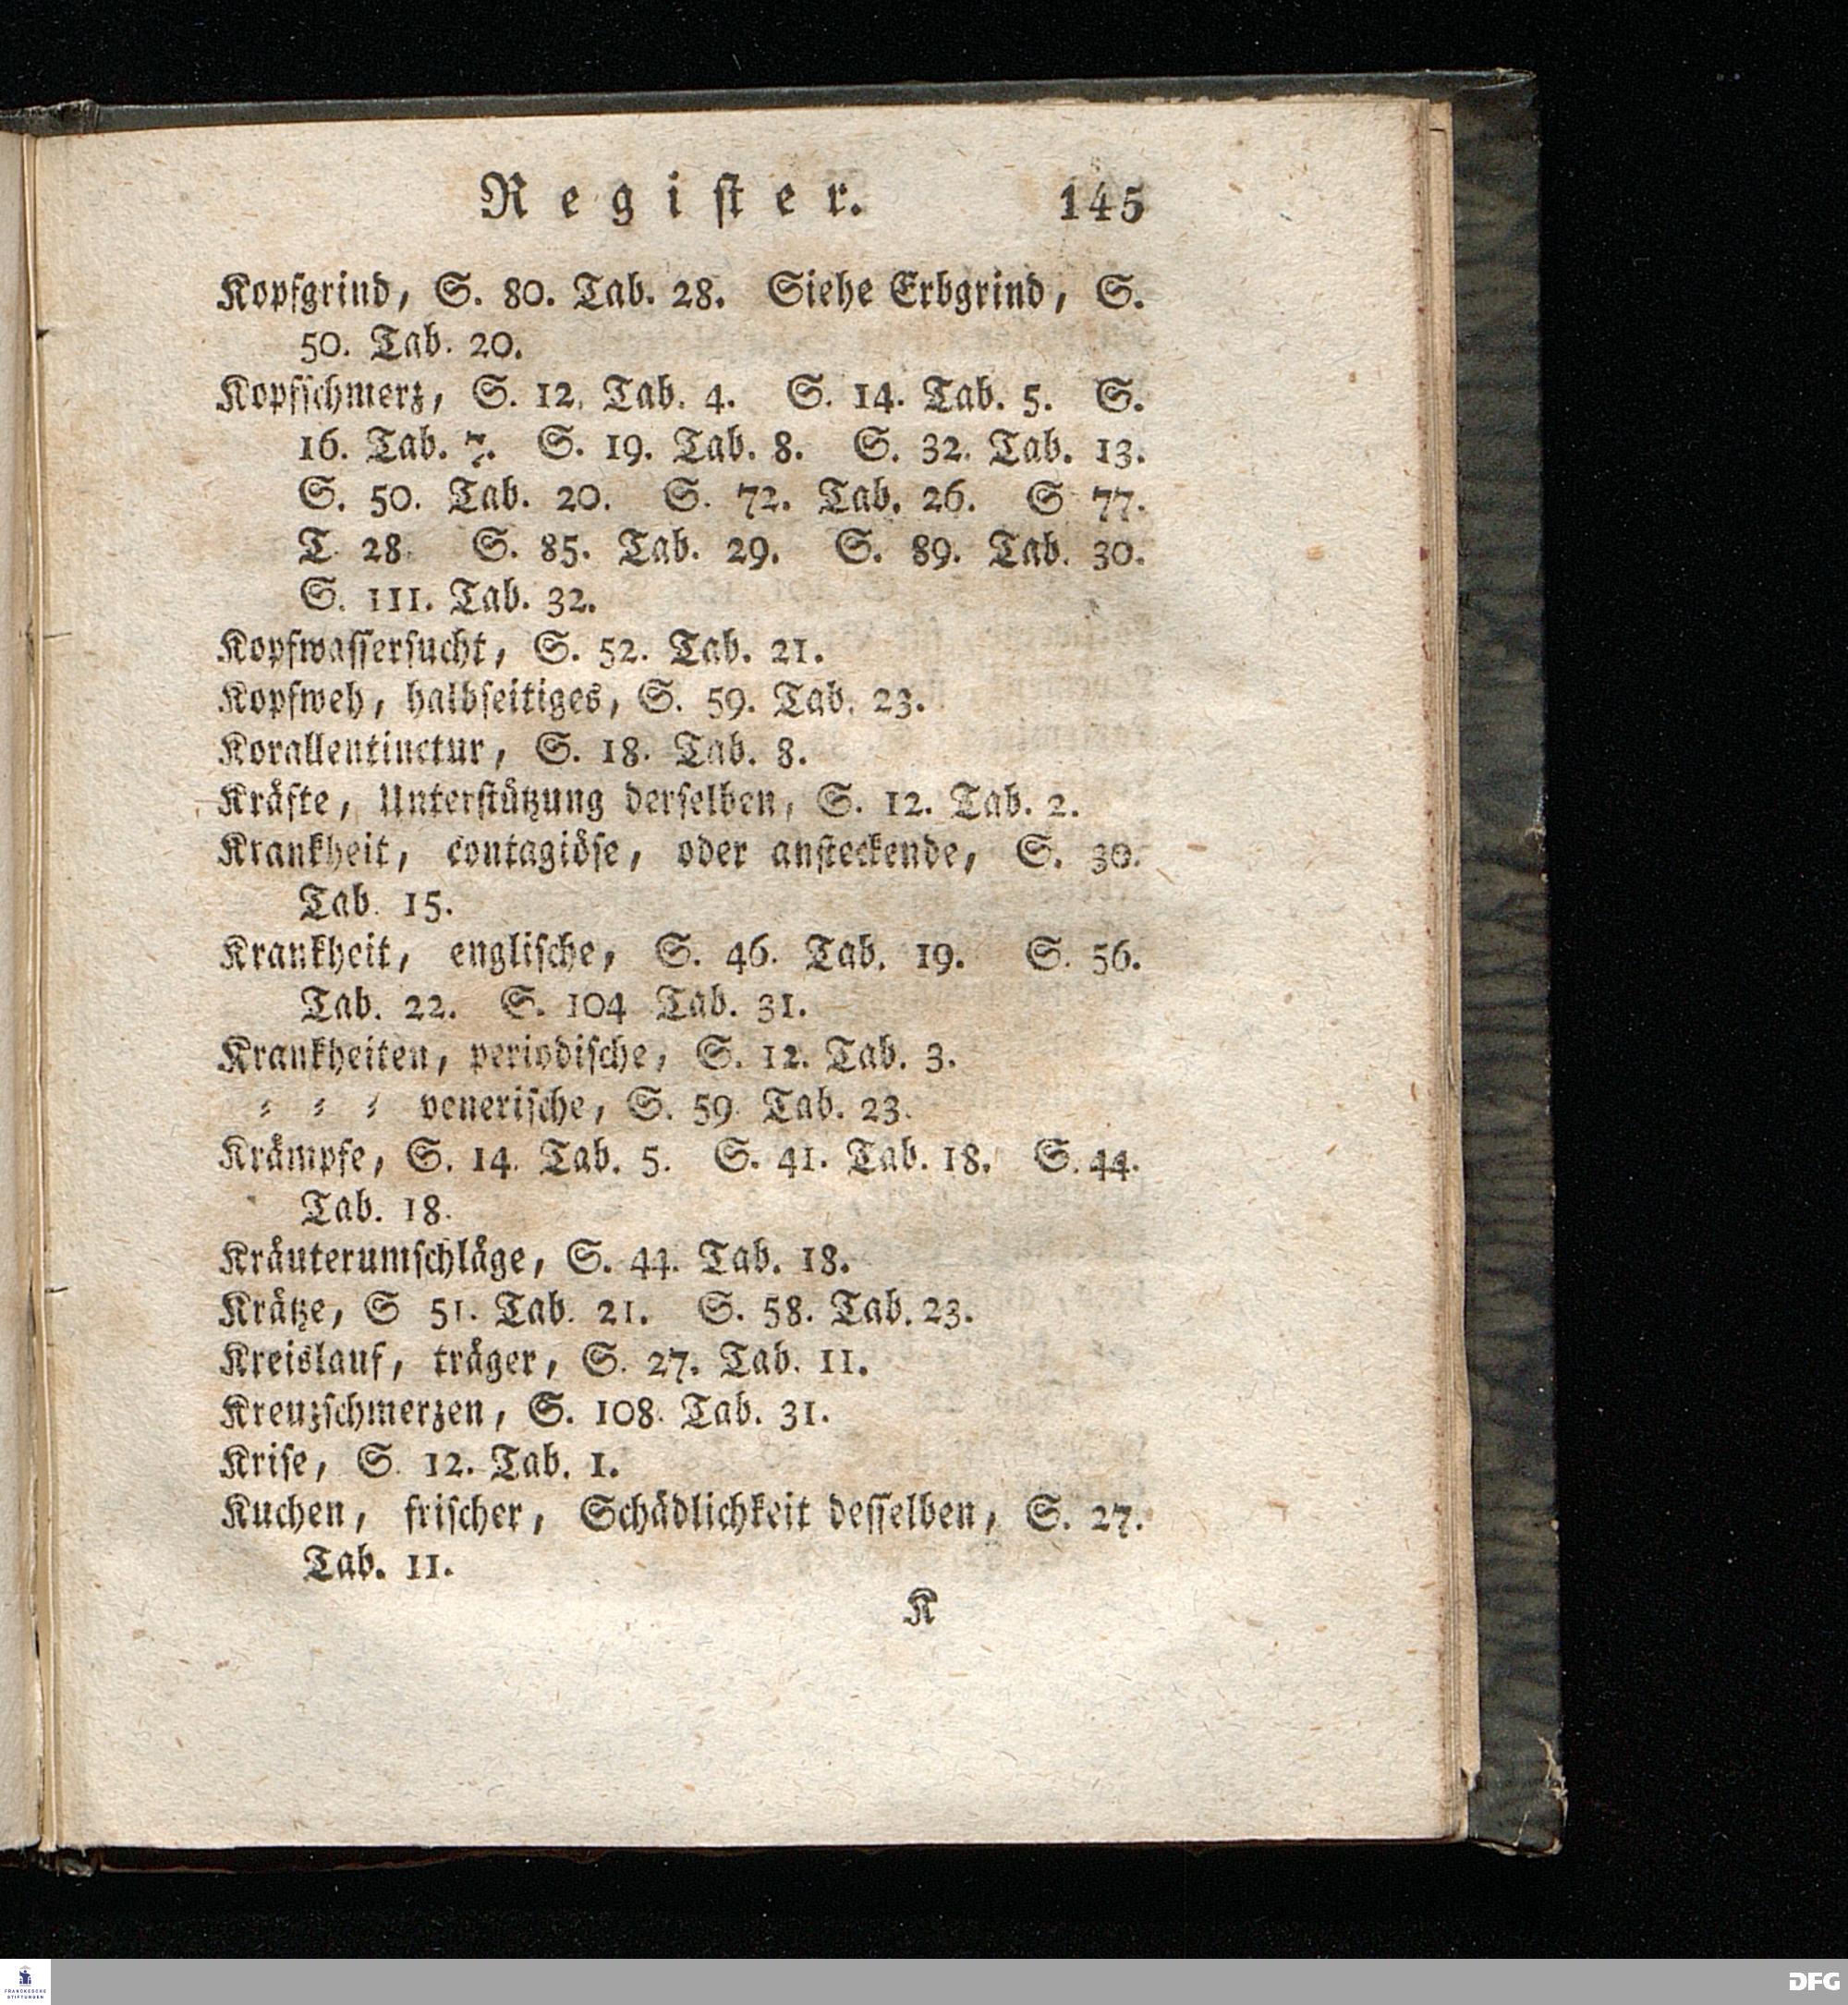 Regiſter. 145
Kopfgrind, S. 80. Tab. 28. Siehe Erbgrind, S.
50. Tab. 20.
Kopfſchmerz, S. 12. Tab. 4. S. 14. Tab. 5. S.
16. Tab. 7. S. 19. Tab. 8. S. 32. Tab. 13.
S. 50. Tab. 20. S. 72. Tab. 26. S 77.
T. 28. S. 85. Tab. 29. S. 89. Tab. 30.
S. 111. Tab. 32.
Kopfwaſſerſucht, S. 52. Tab. 21.
Kopfweh, halbſeitiges, S. 59. Tab. 23.
Korallentinctur, S. 18. Tab. 8.
Kräfte, Unterſtützung derſelben, S. 12. Tab. 2.
Krankheit, contagiöſe, oder anſteckende, S. 30.
Tab. 15.
Krankheit, engliſche, S. 46. Tab. 19. S. 56.
Tab. 22. S. 104 Tab. 31.
Krankheiten, periodiſche, S. 12. Tab. 3.
⸗ ⸗ ⸗ veneriſche, S. 59. Tab. 23.
Krämpfe, S. 14. Tab. 5. S. 41. Tab. 18. S. 44.
Tab. 18.
Kräuterumſchläge, S. 44. Tab. 18.
Krätze, S 51. Tab. 21. S. 58. Tab. 23.
Kreislauf, träger, S. 27. Tab. 11.
Kreuzſchmerzen, S. 108. Tab. 31.
Kriſe, S. 12. Tab. 1.
Kuchen, friſcher, Schädlichkeit deſſelben, S. 27.
Tab. 11.
K
FRANCKESCHE
STIFTUNGEN
DFG